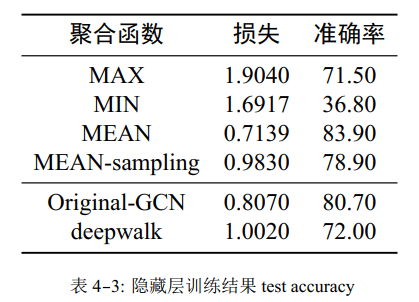 聚合函数 损失 准确率
MAX 1.9040 71.50
MIN 1.6917 36.80
MEAN 0.7139 83.90
MEAN-sampling 0.9830 78.90
Original-GCN 0.8070 80.70
deepwalk 1.0020 72.00
表 4-3: 隐藏层训练结果 test accuracy